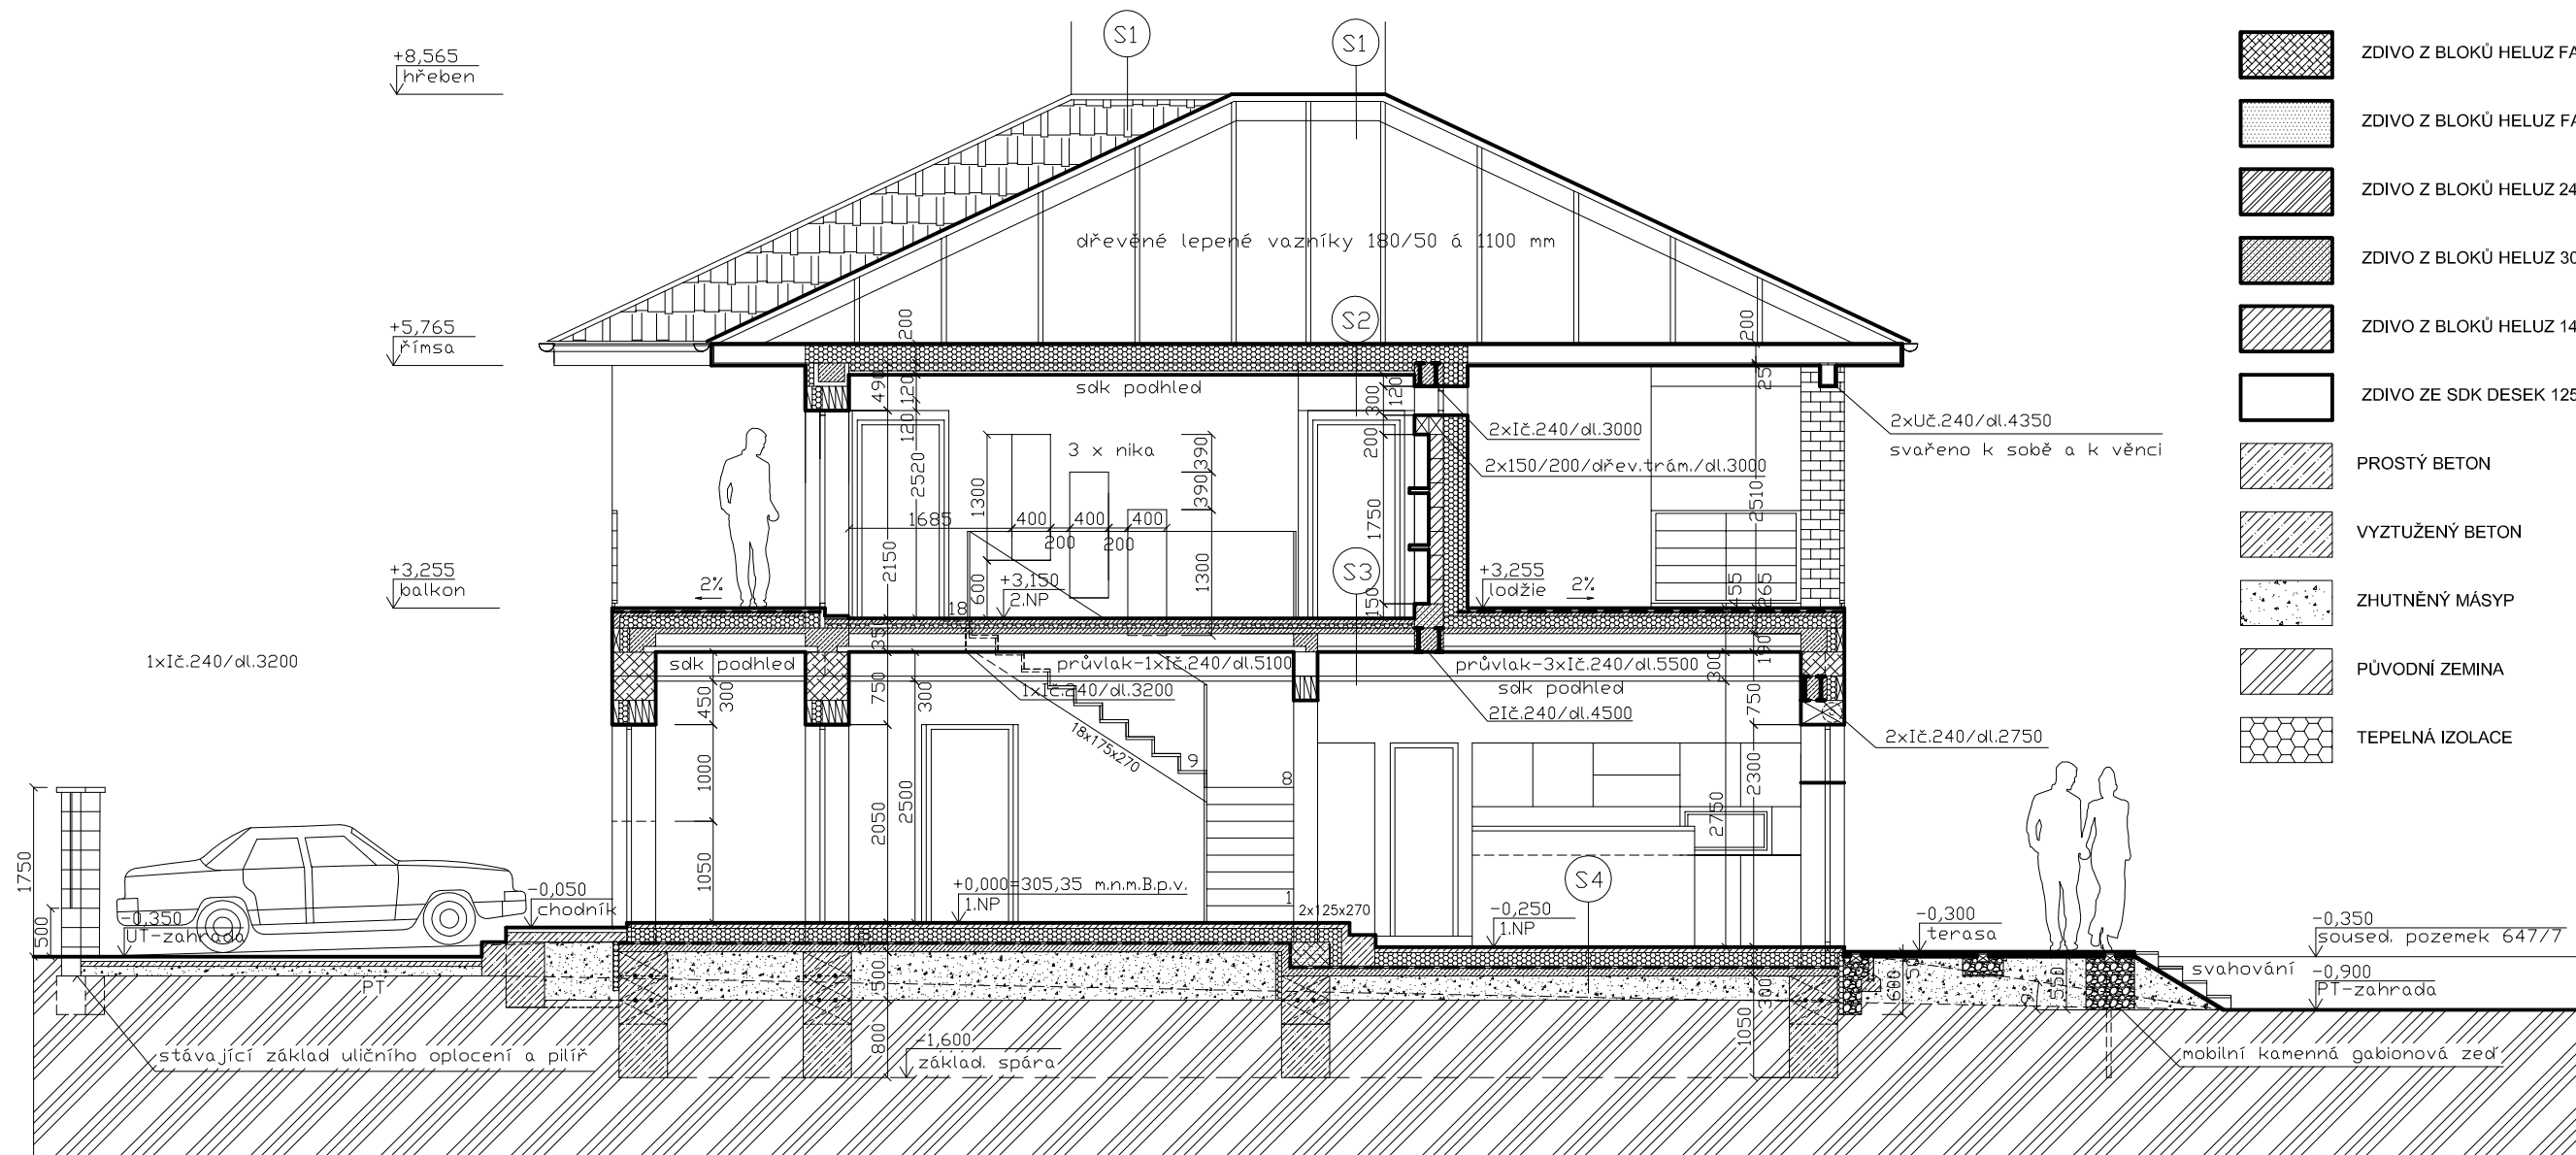 S1
S1
+8,565
hřeben
dřevěné lepené vazníky 180/50 á 1100 mm
+5,765
římsa
S2
200
200
490
120
120
sdk podhled
300
120
25
2xIč.240/dl.3000
2xUč.240/dl.4350
svařeno k sobě a k věnci
2x150/200/dřev.trám./dl.3000
3 x nika
390
390
200
2520
1300
1685
400
400
400
200
200
1750
2510
2150
600
1300
S3
+3,255
balkon
2%
+3,150
2.NP
18
150
+3,255
lodžie
2%
455
265
190
350
1xIč.240/dl.3200
sdk podhled
průvlak-1xIč.240/dl.5100
průvlak-3xIč.240/dl.5500
sdk podhled
300
1xIč.240/dl.3200
2Ič.240/dl.4500
450
300
750
300
750
2xIč.240/dl.2750
18x175x270
9
8
1000
2500
2300
2050
2750
1050
1750
500
-0,350
UT-zahrada
-0,050
chodník
+0,000=305,35 m.n.m.B.p.v.
1.NP
1
2x125x270
S4
-0,250
1.NP
-0,300
terasa
-0,350
soused. pozemek 647/7
svahování
-0,900
PT-zahrada
PT
500
800
1050
600
550
-1,600
základ. spára
stávající základ uličního oplocení a pilíř
mobilní kamenná gabionová zeď
ZDIVO Z BLOKŮ HELUZ FA
ZDIVO Z BLOKŮ HELUZ FA
ZDIVO Z BLOKŮ HELUZ 24
ZDIVO Z BLOKŮ HELUZ 30
ZDIVO Z BLOKŮ HELUZ 14
ZDIVO ZE SDK DESEK 125
PROSTÝ BETON
VYZTUŽENÝ BETON
ZHUTNĚNÝ MÁSYP
PŮVODNÍ ZEMINA
TEPELNÁ IZOLACE